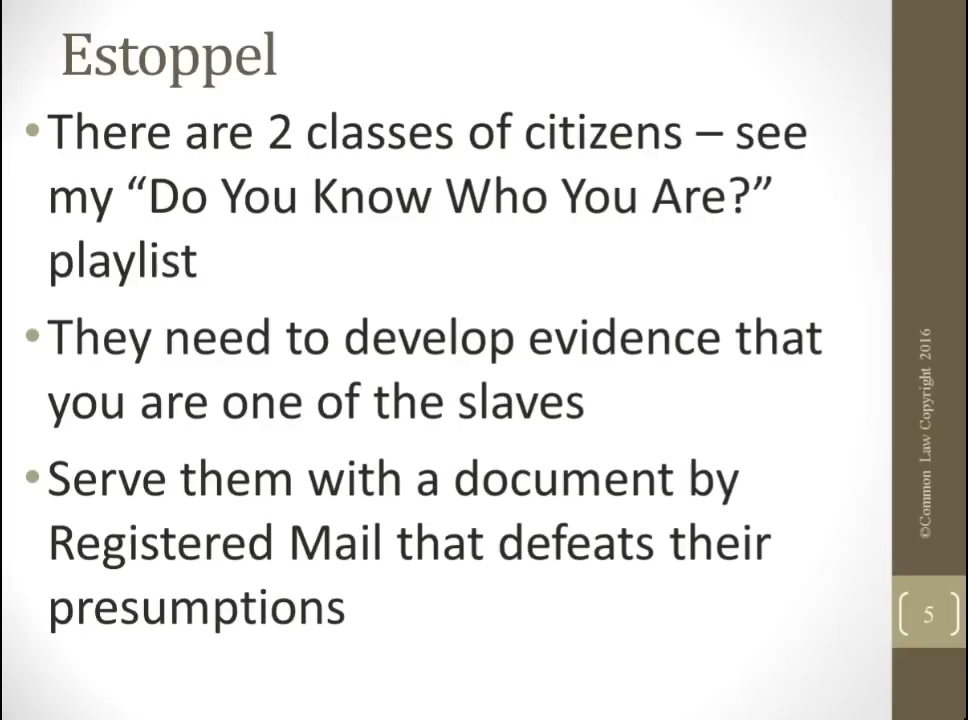 Estoppel
•There are 2 classes of citizens – see
my “Do You Know Who You Are?”
playlist
•They need to develop evidence that
you are one of the slaves
•Serve them with a document by
Registered Mail that defeats their
presumptions
©Common Law Copyright 2016
5